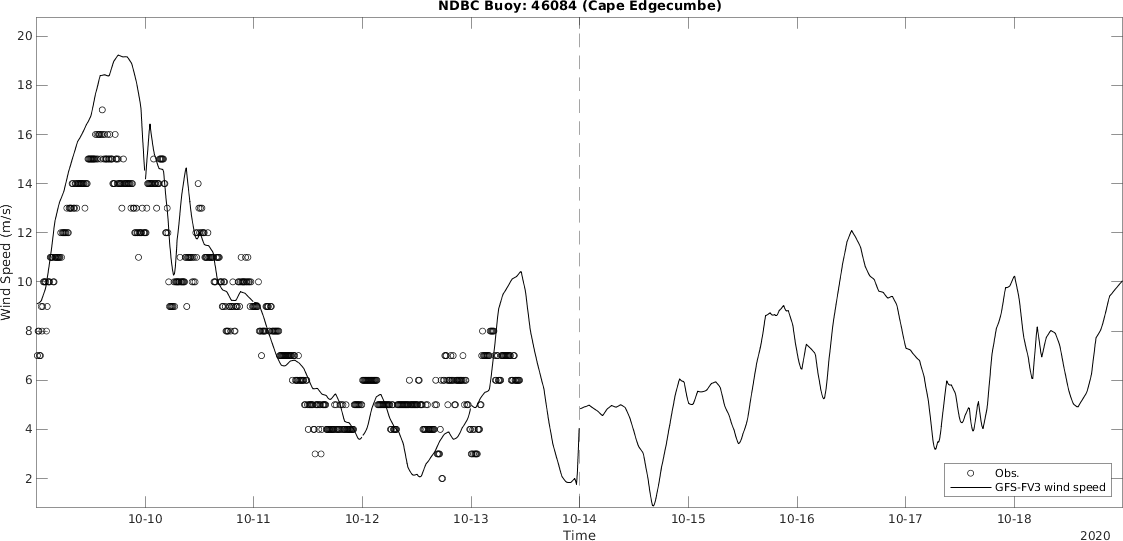 NDBC Buoy: 46084 (Cape Edgecumbe)
20
18
16
14
12
10
8
6
4
2
Wind Speed (m/s)
Obs.
GFS-FV3 wind speed
10-10 10-11 10-12 10-13 10-14 10-15 10-16 10-17 10-18
Time
2020